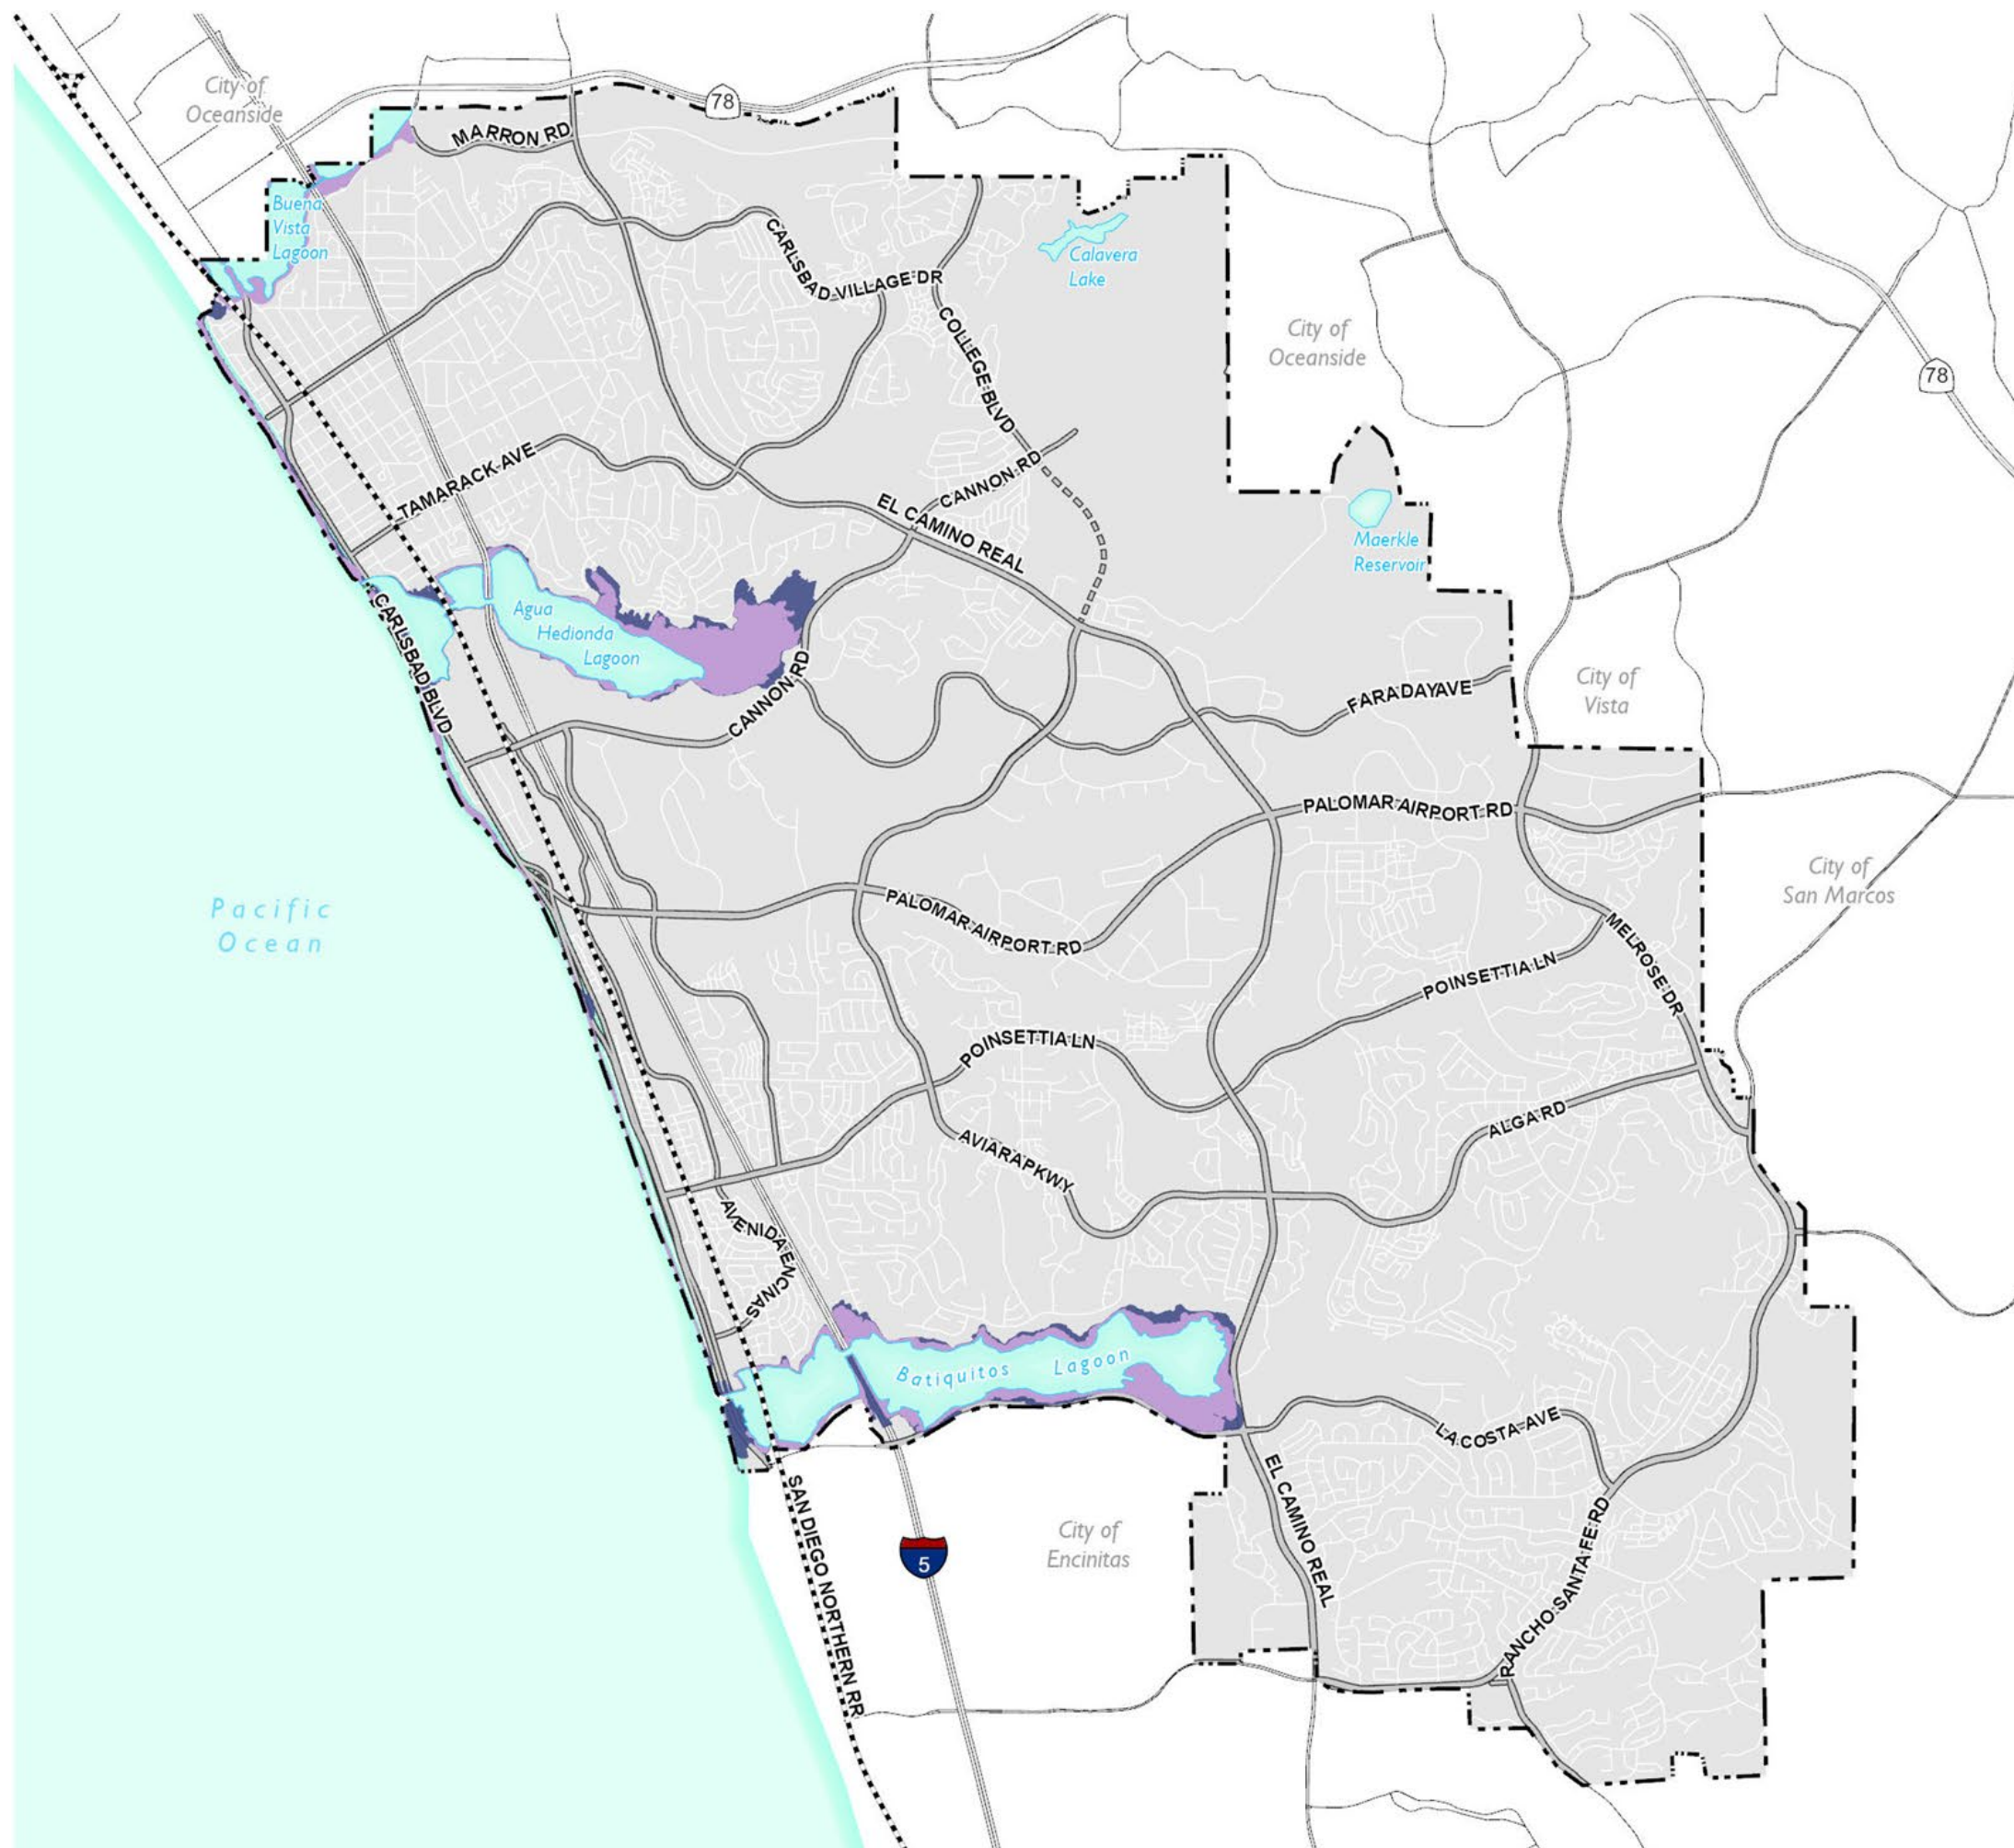 City of
Oceanside
78
MARRON RD
Buena
Vista
Lagoon
CARLSBAD VILLAGE DR
Calavera
Lake
COLLEGE BLVD
City of
Oceanside
78
TAMARACK AVE
CANNON RD
EL CAMINO REAL
Maerkle
Reservoir
Agua
Hedionda
Lagoon
CARLSBAD BLVD
CANNON RD
FARADAY AVE
City of
Vista
PALOMAR AIRPORT RD
City of
San Marcos
Pacific
Ocean
PALOMAR AIRPORT RD
MELROSE DR
POINSETTIA LN
POINSETTIA LN
ALGA RD
AVIARA PKWY
AVENIDA ENCINAS
Batiquitos Lagoon
LA COSTA AVE
EL CAMINO REAL
SAN DIEGO NORTHERN RR
City of
Encinitas
5
RANCHO SANTA FE RD